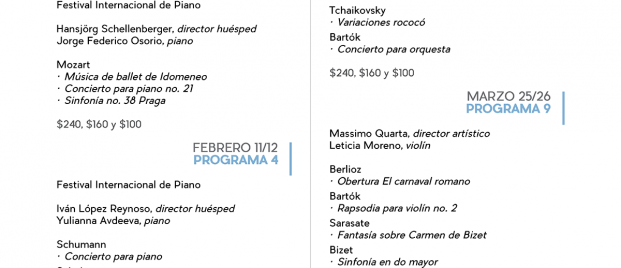 Festival Internacional de Piano
Hansjörg Schellenberger, director huésped
Jorge Federico Osorio, piano
Mozart
· Música de ballet de Idomeneo
· Concierto para piano no. 21
· Sinfonía no. 38 Praga
$240, $160 y $100
FEBRERO 11/12
PROGRAMA 4
Festival Internacional de Piano
Iván López Reynoso, director huésped
Yulianna Avdeeva, piano
Schumann
· Concierto para piano
Tchaikovsky
· Variaciones rococó
Bartók
· Concierto para orquesta
$240, $160 y $100
MARZO 25/26
PROGRAMA 9
Massimo Quarta, director artístico
Leticia Moreno, violín
Berlioz
· Obertura El carnaval romano
Bartók
· Rapsodia para violín no. 2
Sarasate
· Fantasía sobre Carmen de Bizet
Bizet
· Sinfonía en do mayor